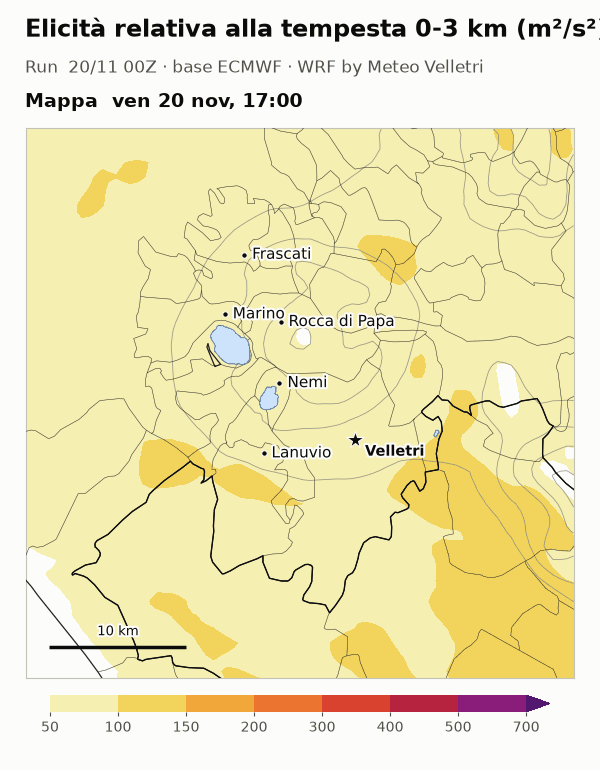 Elicità relativa alla tempesta 0-3 km (m²/s²)
Run 20/11 00Z · base ECMWF · WRF by Meteo Velletri
Mappa ven 20 nov, 17:00
Frascati
Marino
Rocca di Papa
Nemi
Velletri
Lanuvio
10 km
50 100 150 200 300 400 500 700